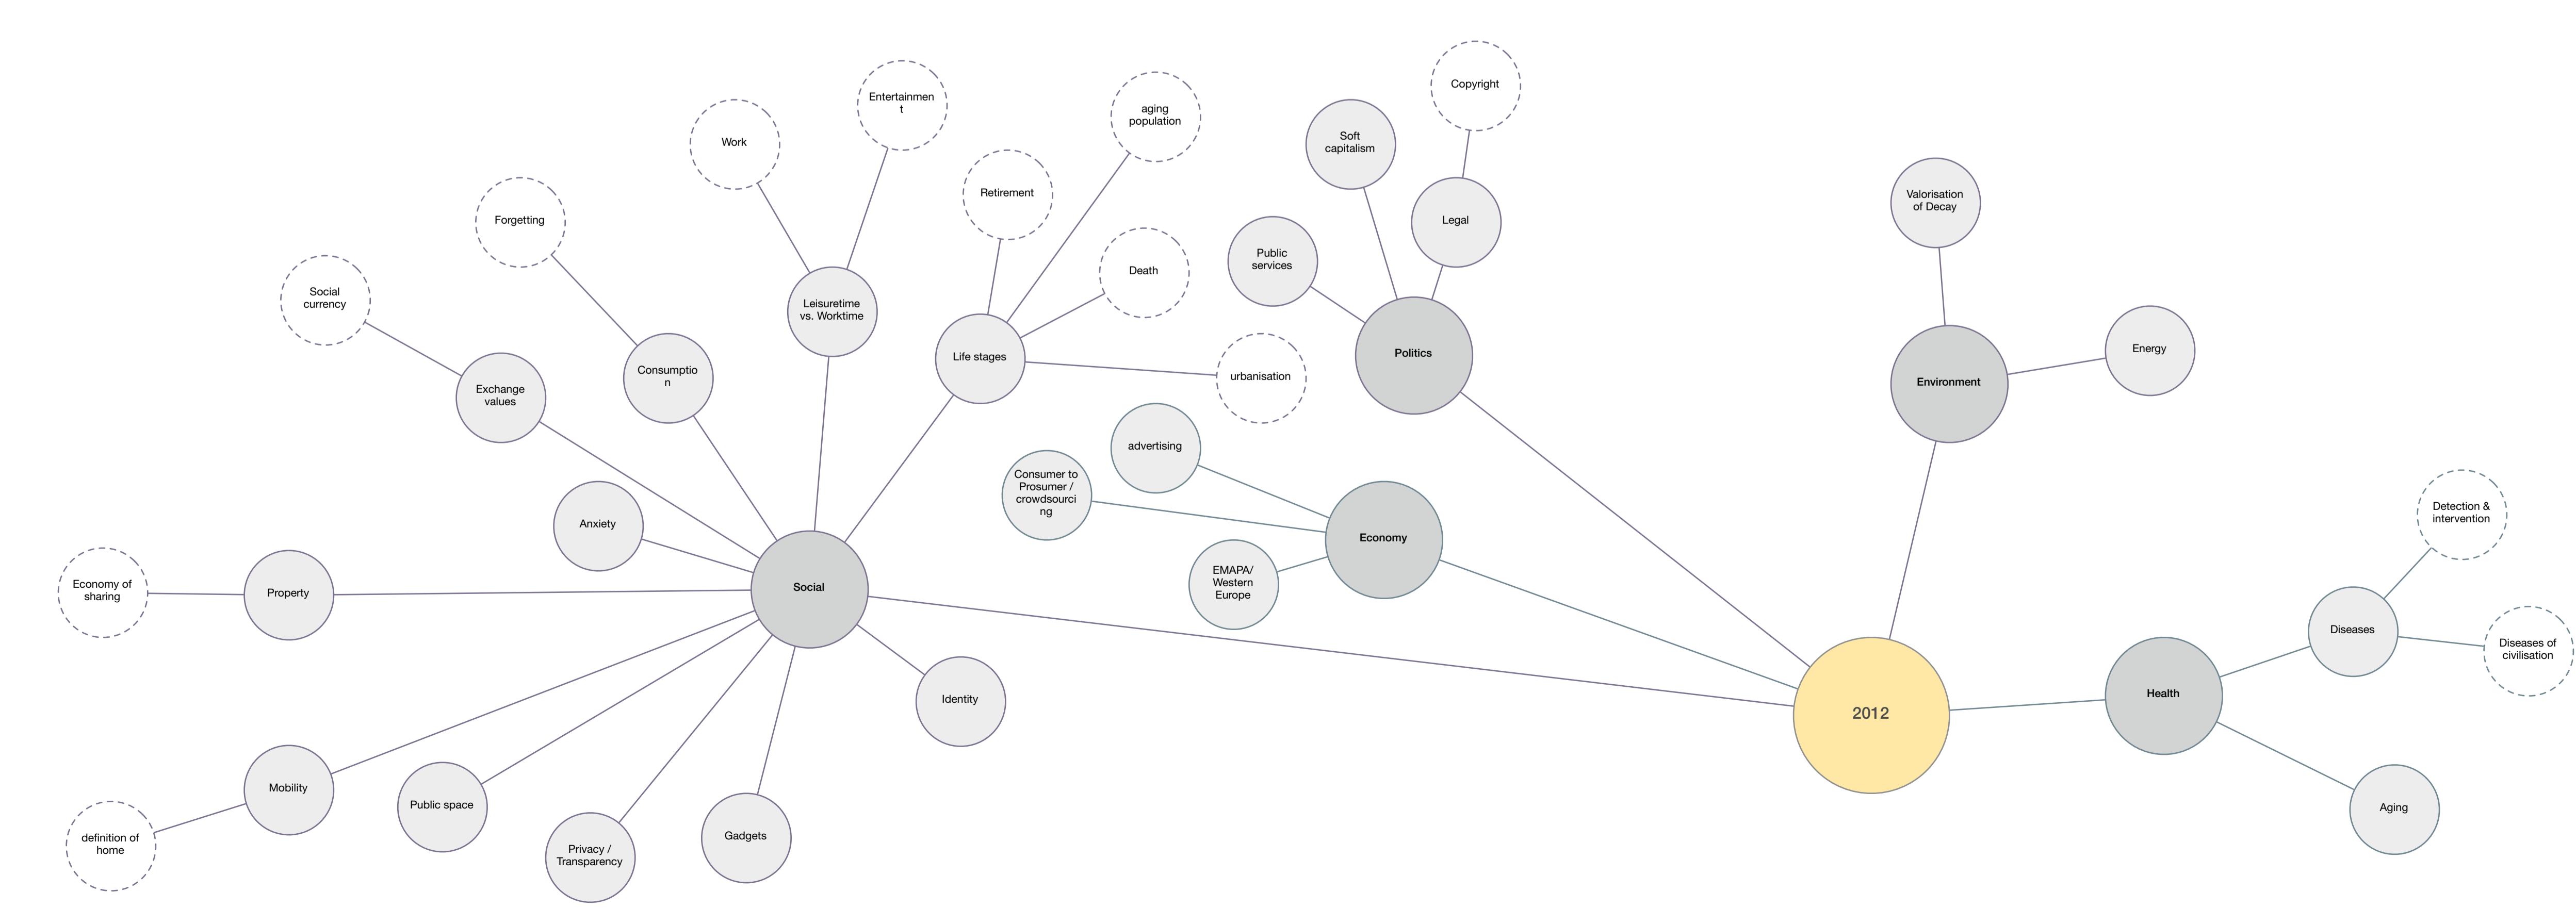 Copyright
Entertainmen
t
aging
population
Work
Soft
capitalism
Retirement
Valorisation
of Decay
Forgetting
Legal
Public
services
Death
Social
currency
Leisuretime
vs. Worktime
Energy
Politics
Life stages
Consumptio
n
urbanisation
Environment
Exchange
values
advertising
Consumer to
Prosumer /
crowdsourci
ng
Detection &
intervention
Anxiety
Economy
EMAPA/
Western
Europe
Economy of
sharing
Property
Social
Diseases
Diseases of
civilisation
Identity
Health
2012
Mobility
Public space
Aging
definition of
home
Gadgets
Privacy /
Transparency